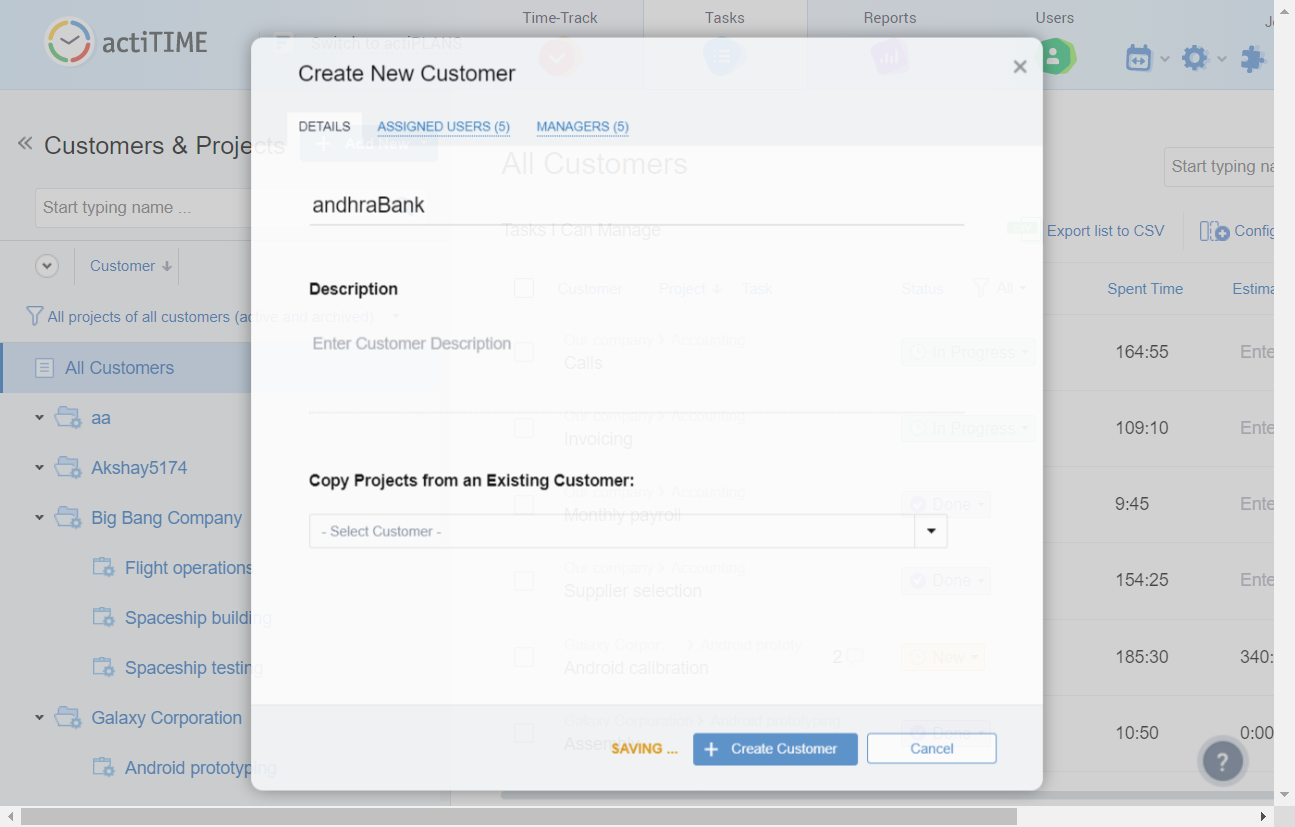 Time-Track
Tasks
Reports
Users
actiTIME
Switch to actiPLANS
Create New Customer
DETAILS
ASSIGNED USERS (5)
MANAGERS (5)
Customers & Projects
+ Add New
All Customers
Start typing na
Start typing name ...
andhraBank
Tasks I Can Manage
Export list to CSV
Config
Customer
Description
Customer
Project
Task
Status
All
Spent Time
Estima
All projects of all customers (active and archived)
Enter Customer Description
Our company > Accounting
Calls
In Progress
164:55
Ente
All Customers
aa
Our company > Accounting
Invoicing
In Progress
109:10
Ente
Akshay5174
Copy Projects from an Existing Customer:
Our company > Accounting
Monthly payroll
Done
9:45
Ente
Big Bang Company
- Select Customer -
Flight operations
Our company > Accounting
Supplier selection
Done
154:25
Ente
Spaceship building
Spaceship testing
Galaxy Corpor... > Android prototy
Android calibration
2
New
185:30
340:
Galaxy Corporation
Galaxy Corporation > Android prototyping
Done
10:50
0:00
Android prototyping
SAVING ...
+ Create Customer
Cancel
?